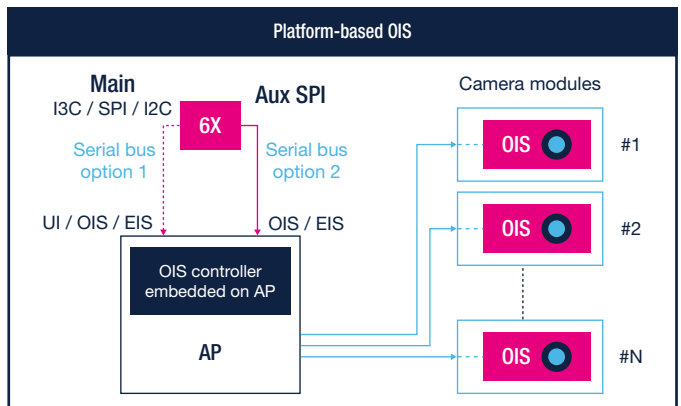 Platform-based OIS
Main
I3C / SPI / I2C
Aux SPI
6X
Serial bus
option 1
Serial bus
option 2
UI / OIS / EIS
OIS / EIS
OIS controller
embedded on AP
AP
Camera modules
OIS
#1
OIS
#2
OIS
#N